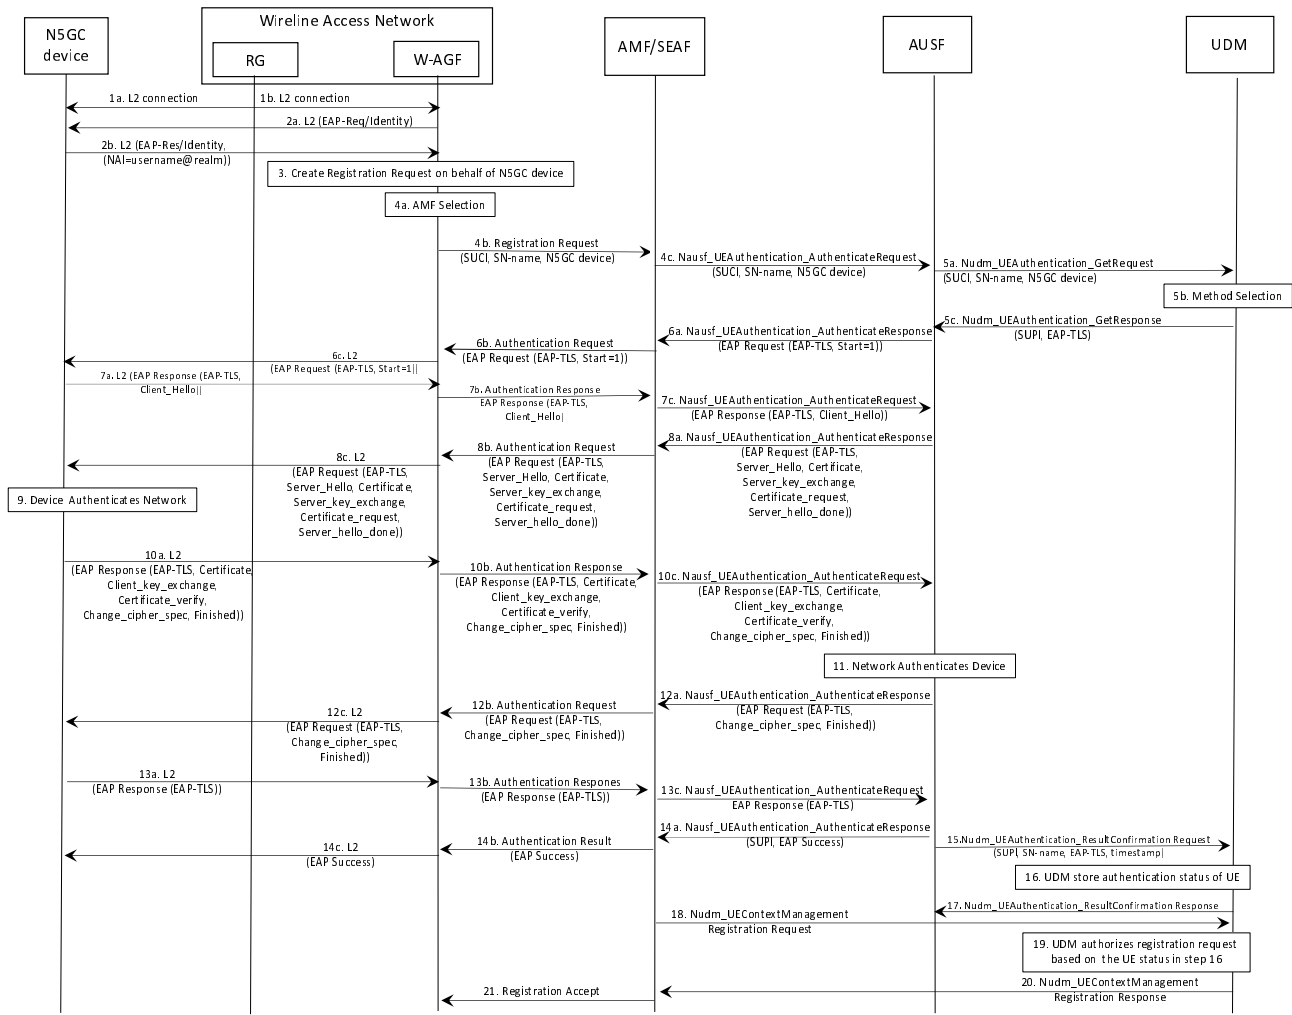 N5GC
device
Wireline Access Network
RG
W-AGF
AMF/SEAF
AUSF
UDM
1a. L2 connection
1b. L2 connection
2a. L2 (EAP-Req/Identity)
2b. L2 (EAP-Res/Identity,
(NAI=username@realm))
3. Create Registration Request on behalf of N5GC device
4a. AMF Selection
4b. Registration Request
(SUCI, SN-name, N5GC device)
4c. Nausf_UEAuthentication_AuthenticateRequest
(SUCI, SN-name, N5GC device)
5a. Nudm_UEAuthentication_GetRequest
(SUCI, SN-name, N5GC device)
5b. Method Selection
5c. Nudm_UEAuthentication_GetResponse
(SUPI, EAP-TLS)
6a. Nausf_UEAuthentication_AuthenticateResponse
(EAP Request (EAP-TLS, Start=1))
6b. Authentication Request
(EAP Request (EAP-TLS, Start=1))
6c. L2
(EAP Request (EAP-TLS, Start=1))
7a. L2 (EAP Response (EAP-TLS,
Client_Hello))
7b. Authentication Response
EAP Response (EAP-TLS,
Client_Hello)
7c. Nausf_UEAuthentication_AuthenticateRequest
(EAP Response (EAP-TLS, Client_Hello))
8a. Nausf_UEAuthentication_AuthenticateResponse
(EAP Request (EAP-TLS,
Server_Hello, Certificate,
Server_key_exchange,
Certificate_request,
Server_hello_done))
8b. Authentication Request
(EAP Request (EAP-TLS,
Server_Hello, Certificate,
Server_key_exchange,
Certificate_request,
Server_hello_done))
8c. L2
(EAP Request (EAP-TLS,
Server_Hello, Certificate,
Server_key_exchange,
Certificate_request,
Server_hello_done))
9. Device Authenticates Network
10a. L2
(EAP Response (EAP-TLS, Certificate,
Client_key_exchange,
Certificate_verify,
Change_cipher_spec, Finished))
10b. Authentication Response
(EAP Response (EAP-TLS, Certificate,
Client_key_exchange,
Certificate_verify,
Change_cipher_spec, Finished))
10c. Nausf_UEAuthentication_AuthenticateRequest
(EAP Response (EAP-TLS, Certificate,
Client_key_exchange,
Certificate_verify,
Change_cipher_spec, Finished))
11. Network Authenticates Device
12a. Nausf_UEAuthentication_AuthenticateResponse
(EAP Request (EAP-TLS,
Change_cipher_spec, Finished))
12b. Authentication Request
(EAP Request (EAP-TLS,
Change_cipher_spec, Finished))
12c. L2
(EAP Request (EAP-TLS,
Change_cipher_spec,
Finished))
13a. L2
(EAP Response (EAP-TLS))
13b. Authentication Respones
(EAP Response (EAP-TLS))
13c. Nausf_UEAuthentication_AuthenticateRequest
EAP Response (EAP-TLS)
14a. Nausf_UEAuthentication_AuthenticateResponse
(SUPI, EAP Success)
14b. Authentication Result
(EAP Success)
14c. L2
(EAP Success)
15.Nudm_UEAuthentication_ResultConfirmation Request
(SUPI, SN-name, EAP-TLS, timestamp)
16. UDM store authentication status of UE
17. Nudm_UEAuthentication_ResultConfirmation Response
18. Nudm_UEContextManagement
Registration Request
19. UDM authorizes registration request
based on the UE status in step 16
20. Nudm_UEContextManagement
Registration Response
21. Registration Accept